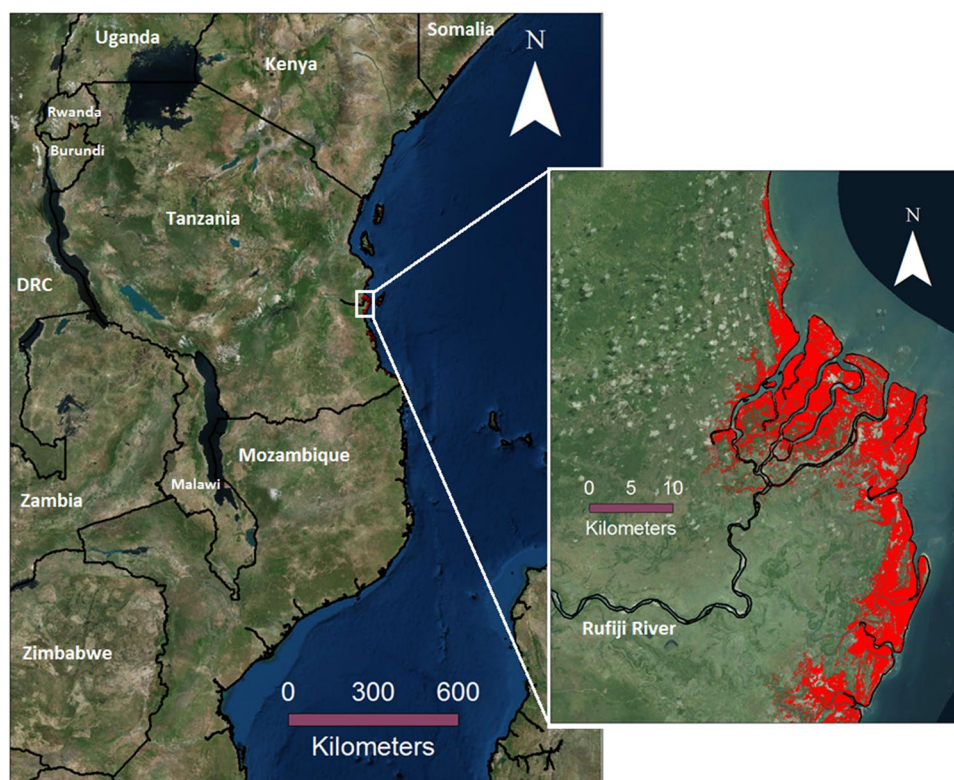 Somalia
Uganda
Kenya
N
Rwanda
Burundi
Tanzania
DRC
Mozambique
Malawi
Zambia
Zimbabwe
0 300 600
Kilometers
N
0 5 10
Kilometers
Rufiji River